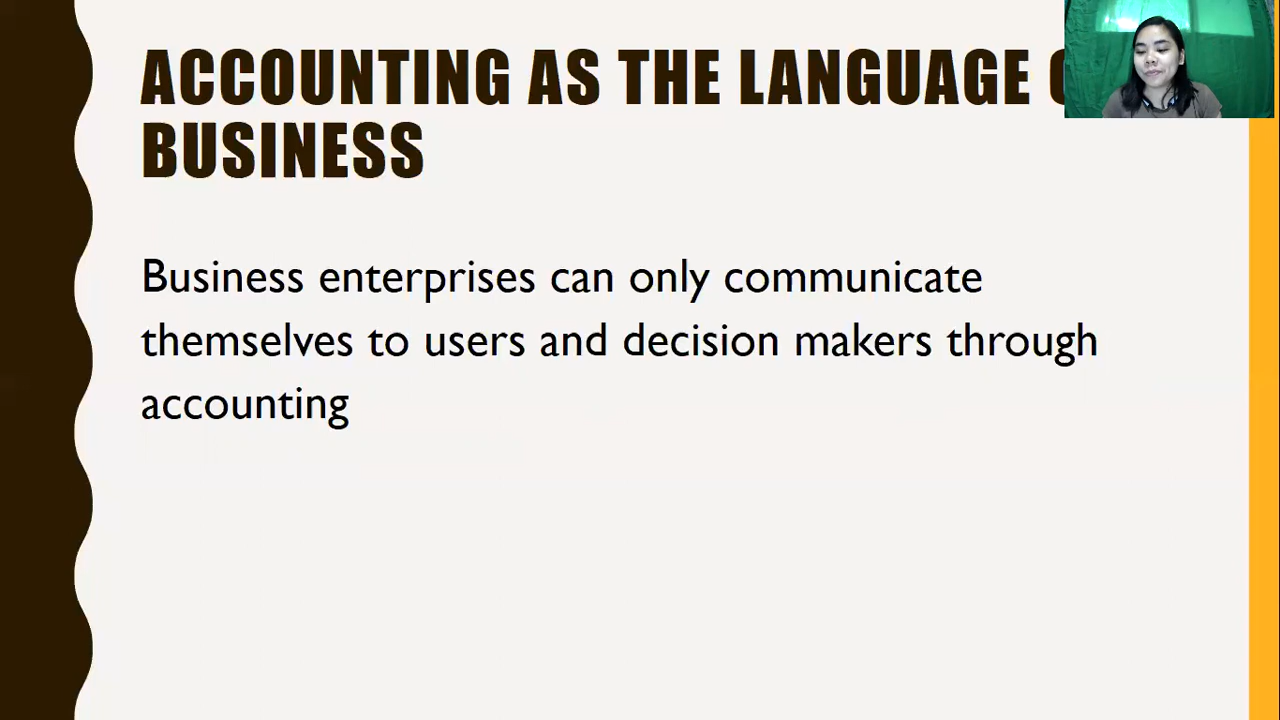 ACCOUNTING AS THE LANGUAGE
BUSINESS
Business enterprises can only communicate
themselves to users and decision makers through
accounting